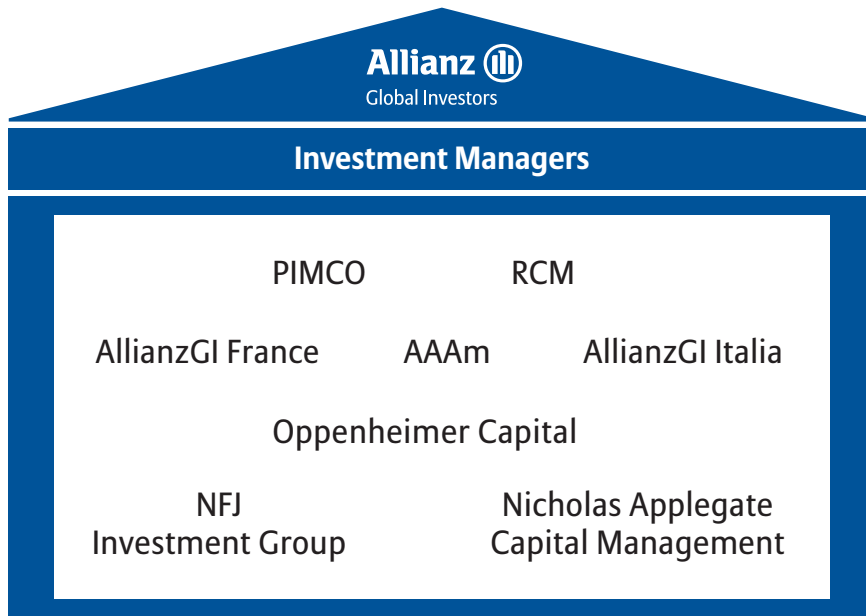 Allianz
Global Investors
Investment Managers
PIMCO RCM
AllianzGI France AAAm AllianzGI Italia
Oppenheimer Capital
NFJ
Investment Group
Nicholas Applegate
Capital Management